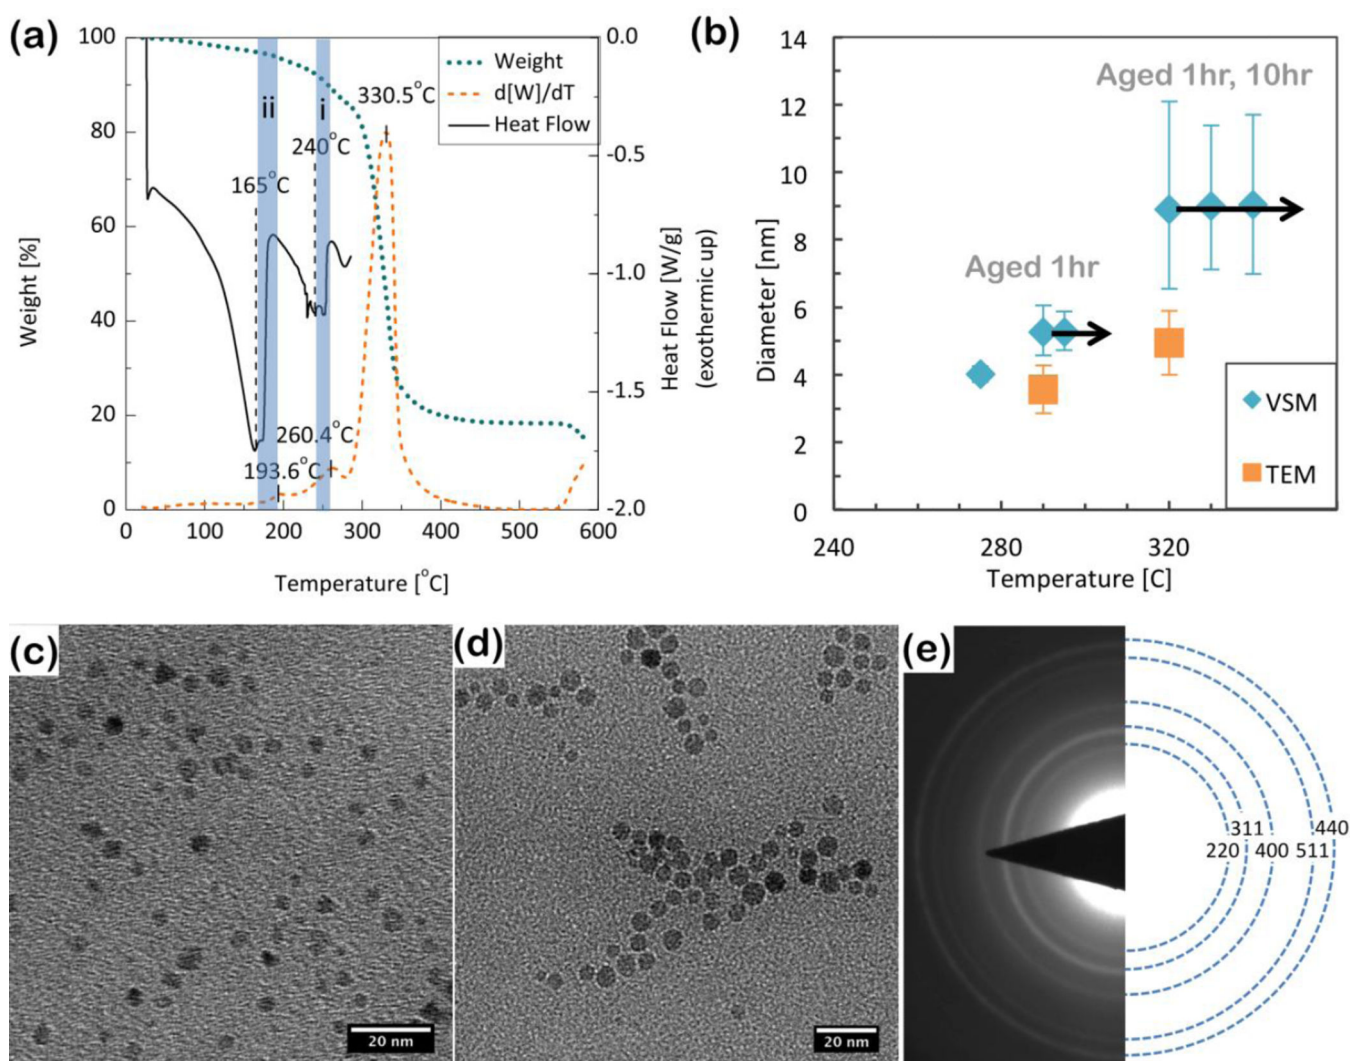 (a)
100
80
60
40
20
0
Weight [%]
0 100 200 300 400 500 600
Temperature [°C]
0.0
-0.5
-1.0
-1.5
-2.0
Heat Flow [W/g]
(exothermic up)
Weight
d[W]/dT
Heat Flow
ii
i
330.5°C
240°C
165°C
260.4°C
193.6°C
(b)
14
12
10
8
6
4
2
0
Diameter [nm]
240 280 320
Temperature [C]
Aged 1hr, 10hr
Aged 1hr
VSM
TEM
(c)
20 nm
(d)
20 nm
(e)
311 440
220 400 511